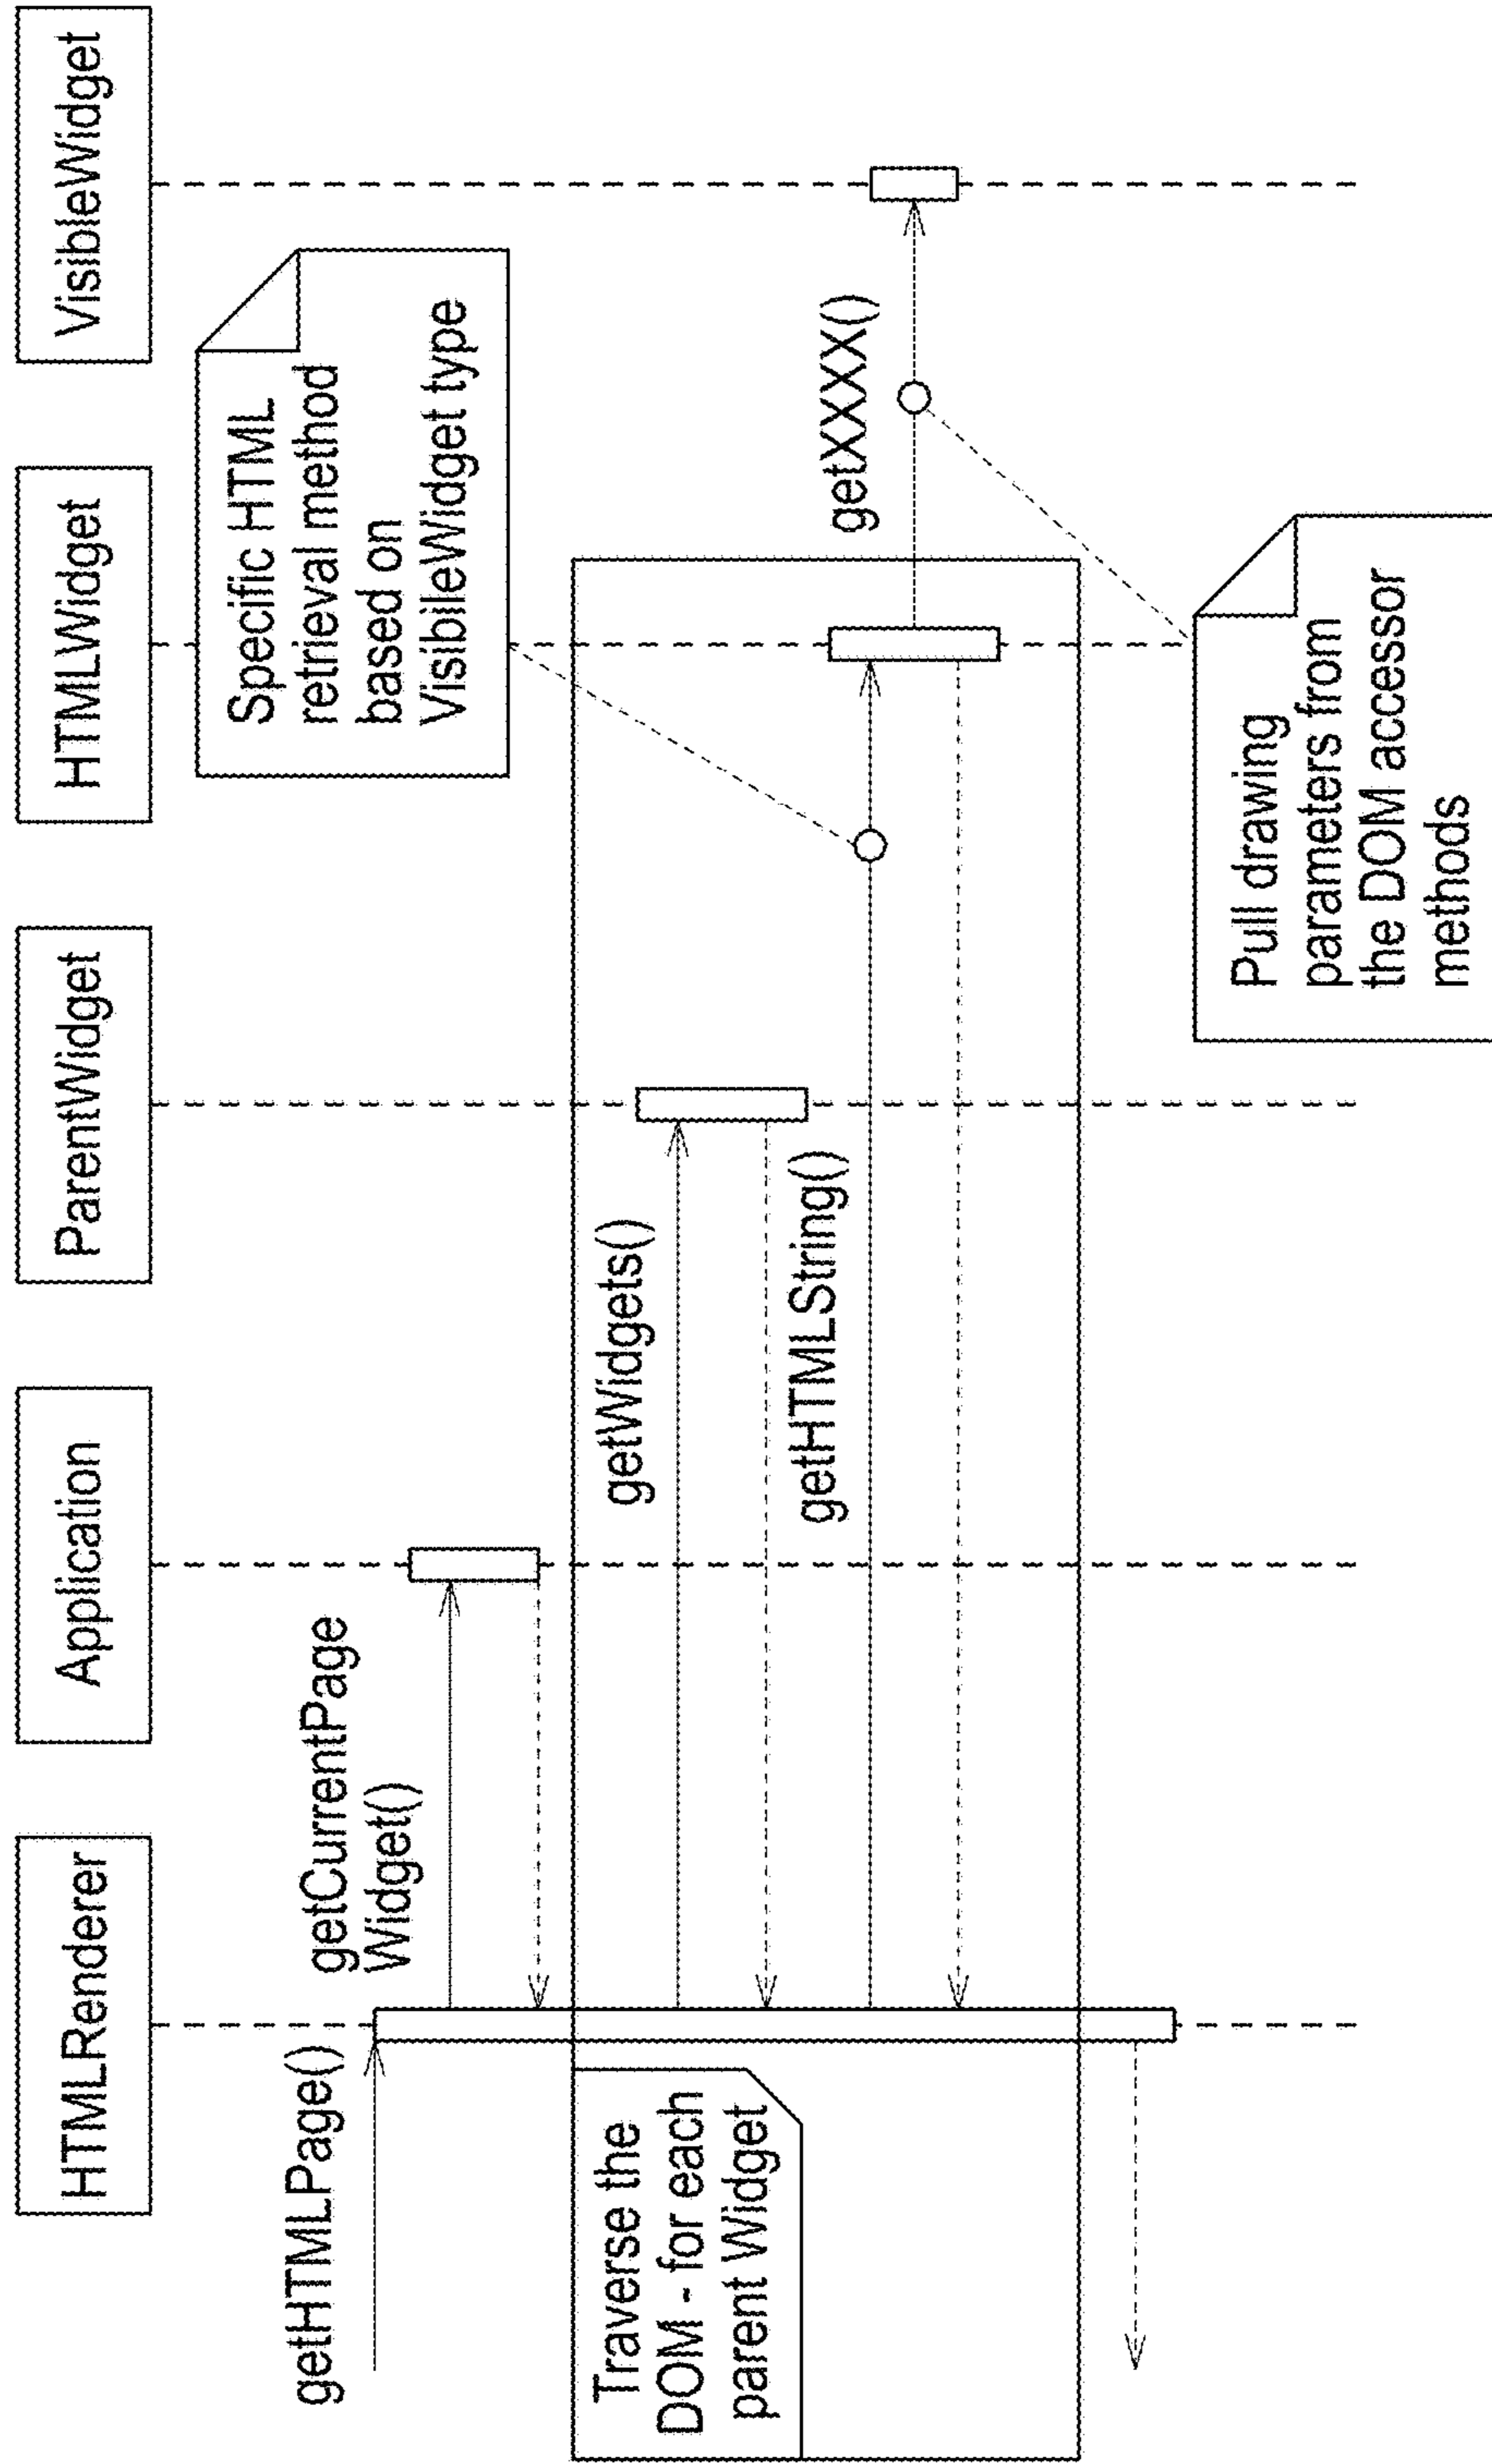 HTMLRenderer
Application
ParentWidget
HTMLWidget
VisibleWidget
getHTMLPage()
getCurrentPage
Widget()
Specific HTML
retrieval method
based on
VisibileWidget type
Traverse the
DOM - for each
parent Widget
getWidgets()
getHTMLString()
getXXXX()
Pull drawing
parameters from
the DOM accessor
methods